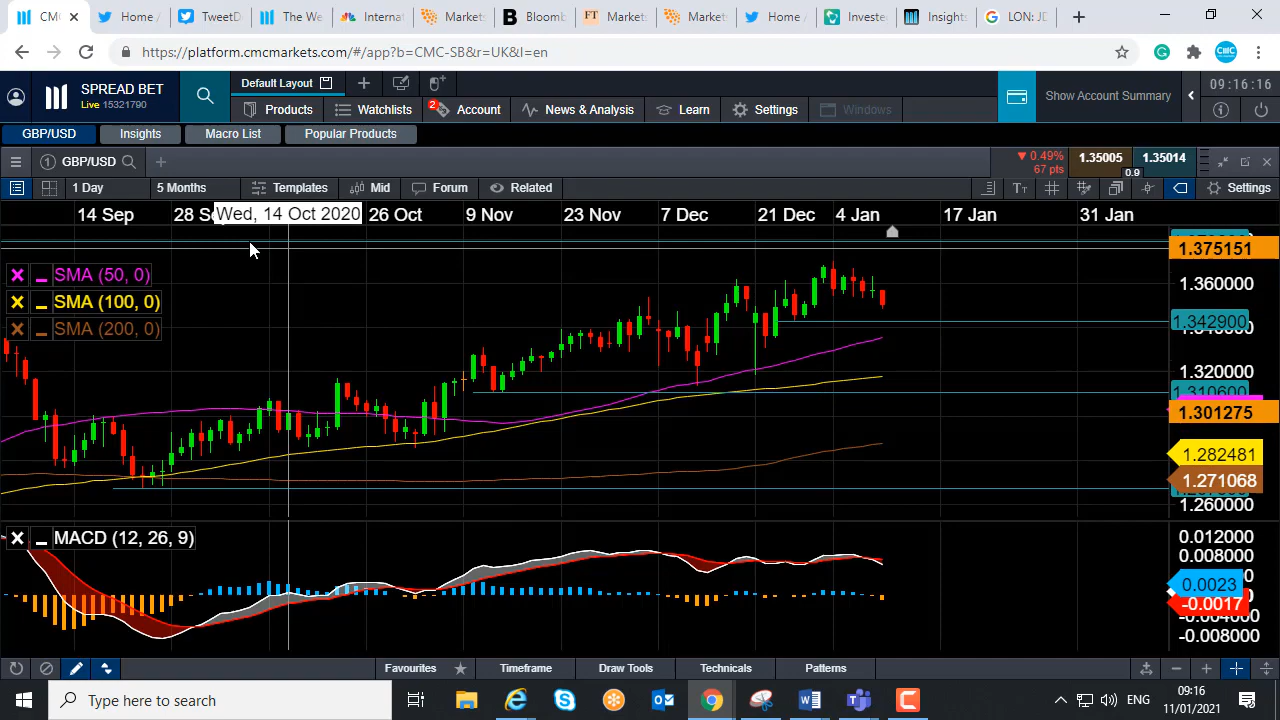 CMC
Home /
TweetD
The We
Interna
Market
Bloom
Market
Market
Home /
Investe
Insights
LON: JD
https://platform.cmcmarkets.com/#/app?b=CMC-SB&r=UK&l=en
SPREAD BET
Live 15321790
Default Layout
Products
Watchlists
2
Account
News & Analysis
Learn
Settings
Windows
Show Account Summary
09:16:16
GBP/USD
Insights
Macro List
Popular Products
1 GBP/USD
0.49%
67 pts
1.35005
0.9
1.35014
1 Day
5 Months
Templates
Mid
Forum
Related
Settings
14 Sep
Wed, 14 Oct 2020
26 Oct
9 Nov
23 Nov
7 Dec
21 Dec
4 Jan
17 Jan
31 Jan
1.375151
SMA (50, 0)
1.360000
SMA (100, 0)
1.342900
SMA (200, 0)
1.320000
1.310600
1.301275
1.282481
1.271068
1.260000
MACD (12, 26, 9)
0.012000
0.008000
0.0023
-0.0017
-0.008000
Favourites
Timeframe
Draw Tools
Technicals
Patterns
Type here to search
ENG
09:16
11/01/2021